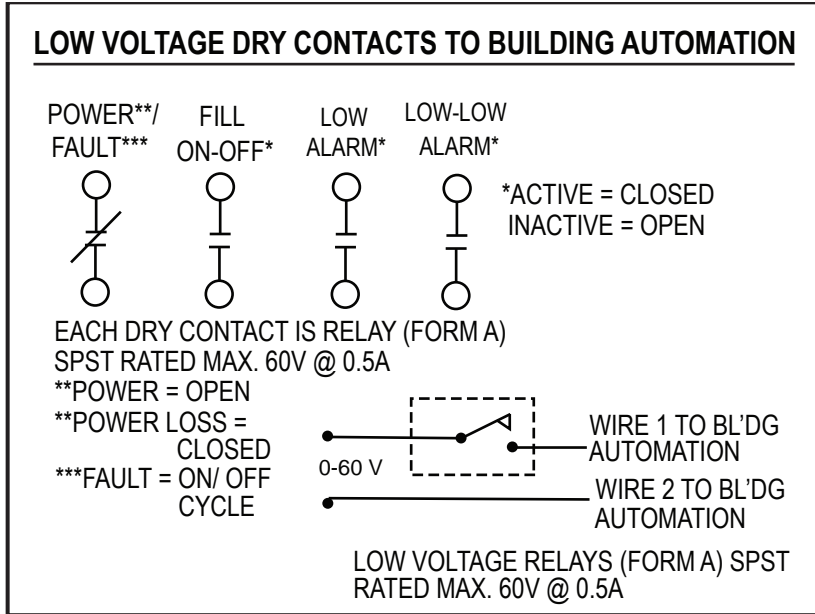 LOW VOLTAGE DRY CONTACTS TO BUILDING AUTOMATION
POWER**/
FAULT***
FILL
ON-OFF*
LOW
ALARM*
LOW-LOW
ALARM*
*ACTIVE = CLOSED
INACTIVE = OPEN
EACH DRY CONTACT IS RELAY (FORM A)
SPST RATED MAX. 60V @ 0.5A
**POWER = OPEN
**POWER LOSS =
CLOSED
***FAULT = ON/ OFF
CYCLE
0-60 V
WIRE 1 TO BL'DG
AUTOMATION
WIRE 2 TO BL'DG
AUTOMATION
LOW VOLTAGE RELAYS (FORM A) SPST
RATED MAX. 60V @ 0.5A